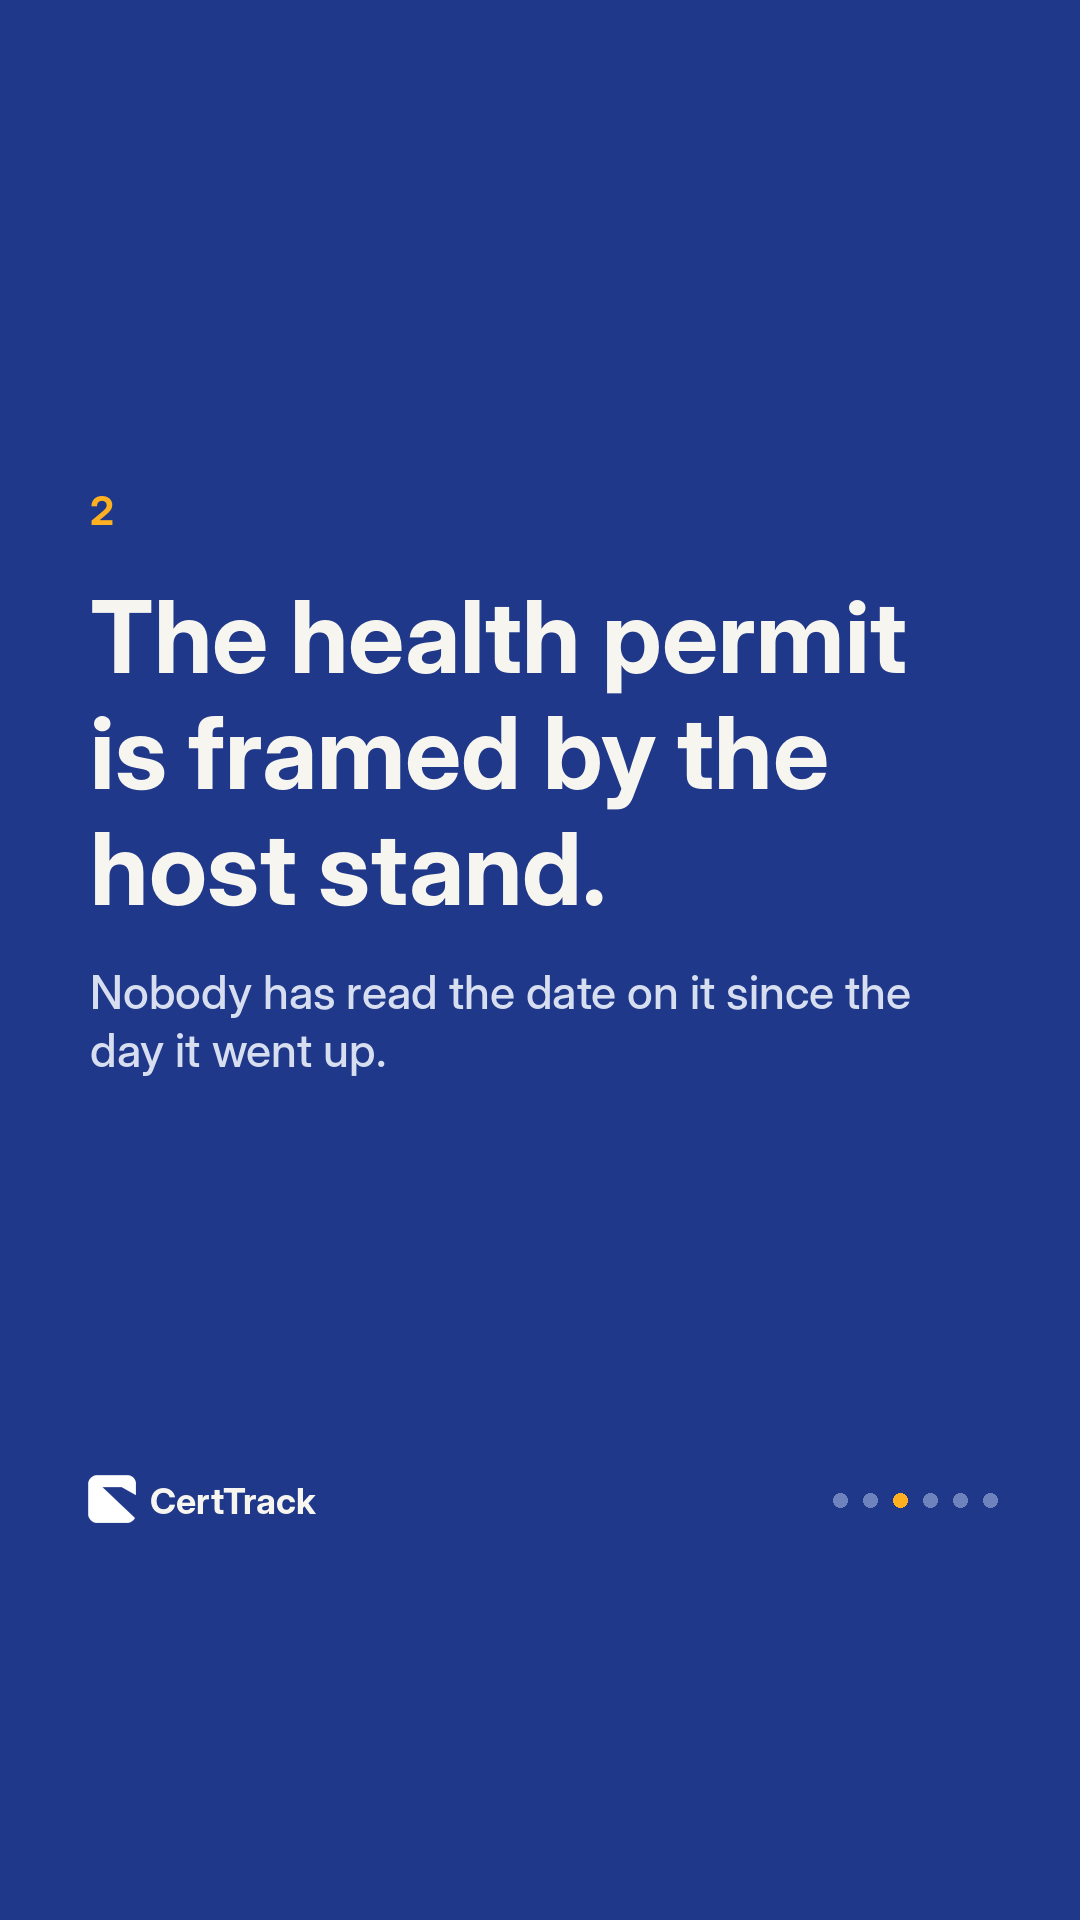 2
The health permit
is framed by the
host stand.
Nobody has read the date on it since the
day it went up.
CertTrack